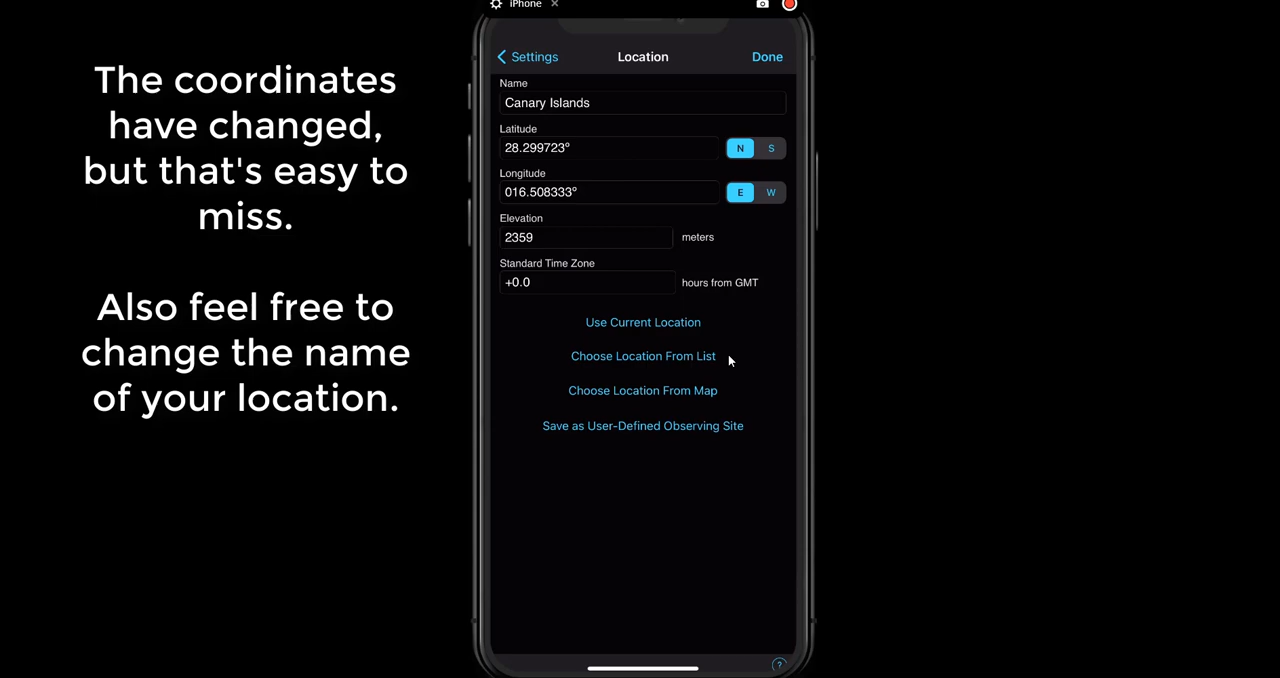 The coordinates
have changed,
but that's easy to
miss.
Also feel free to
change the name
of your location.
iPhone
Settings
Location
Done
Name
Canary Islands
Latitude
28.299723º
N
S
Longitude
016.508333º
E
W
Elevation
2359
meters
Standard Time Zone
+0.0
hours from GMT
Use Current Location
Choose Location From List
Choose Location From Map
Save as User-Defined Observing Site
?